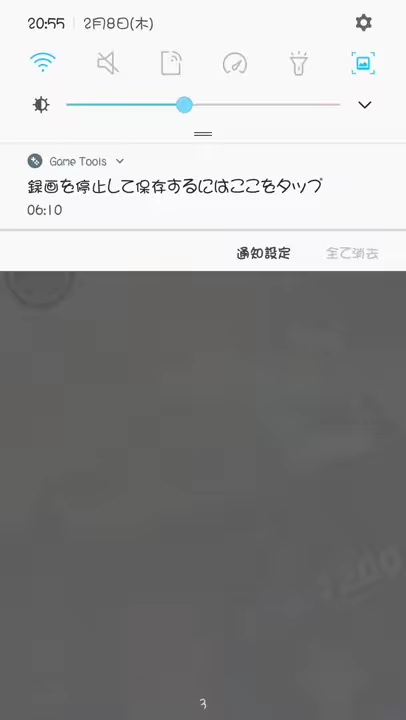 20:55 2月8日(木)
Game Tools
録画を停止して保存するにはここをタップ
06:10
通知設定 全て消去
720p
3